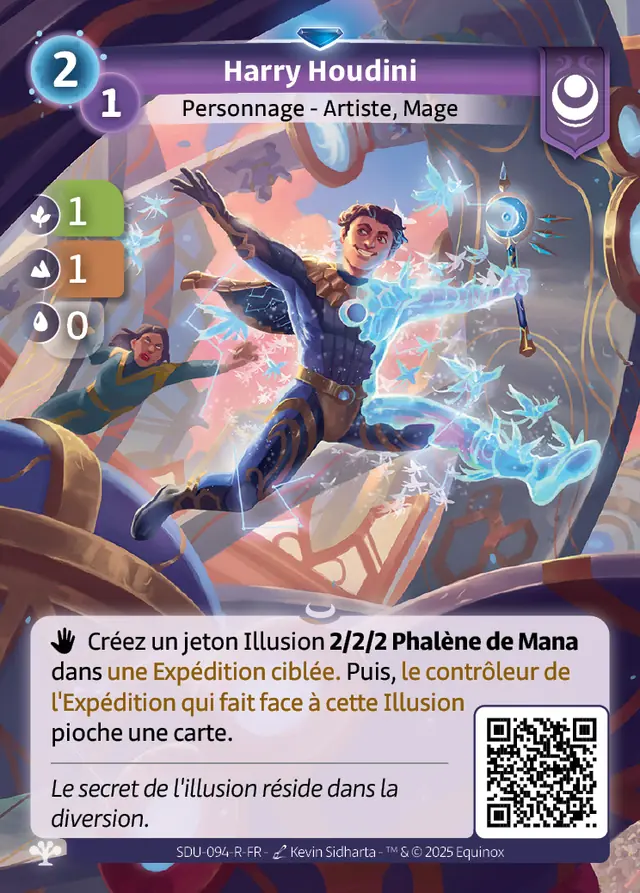 2
Harry Houdini
1
Personnage - Artiste, Mage
1
1
0
Créez un jeton Illusion 2/2/2 Phalène de Mana
dans une Expédition ciblée. Puis, le contrôleur de
l'Expédition qui fait face à cette Illusion
pioche une carte.
Le secret de l'illusion réside dans la
diversion.
SDU-094-R-FR - Kevin Sidharta - ™ & © 2025 Equinox